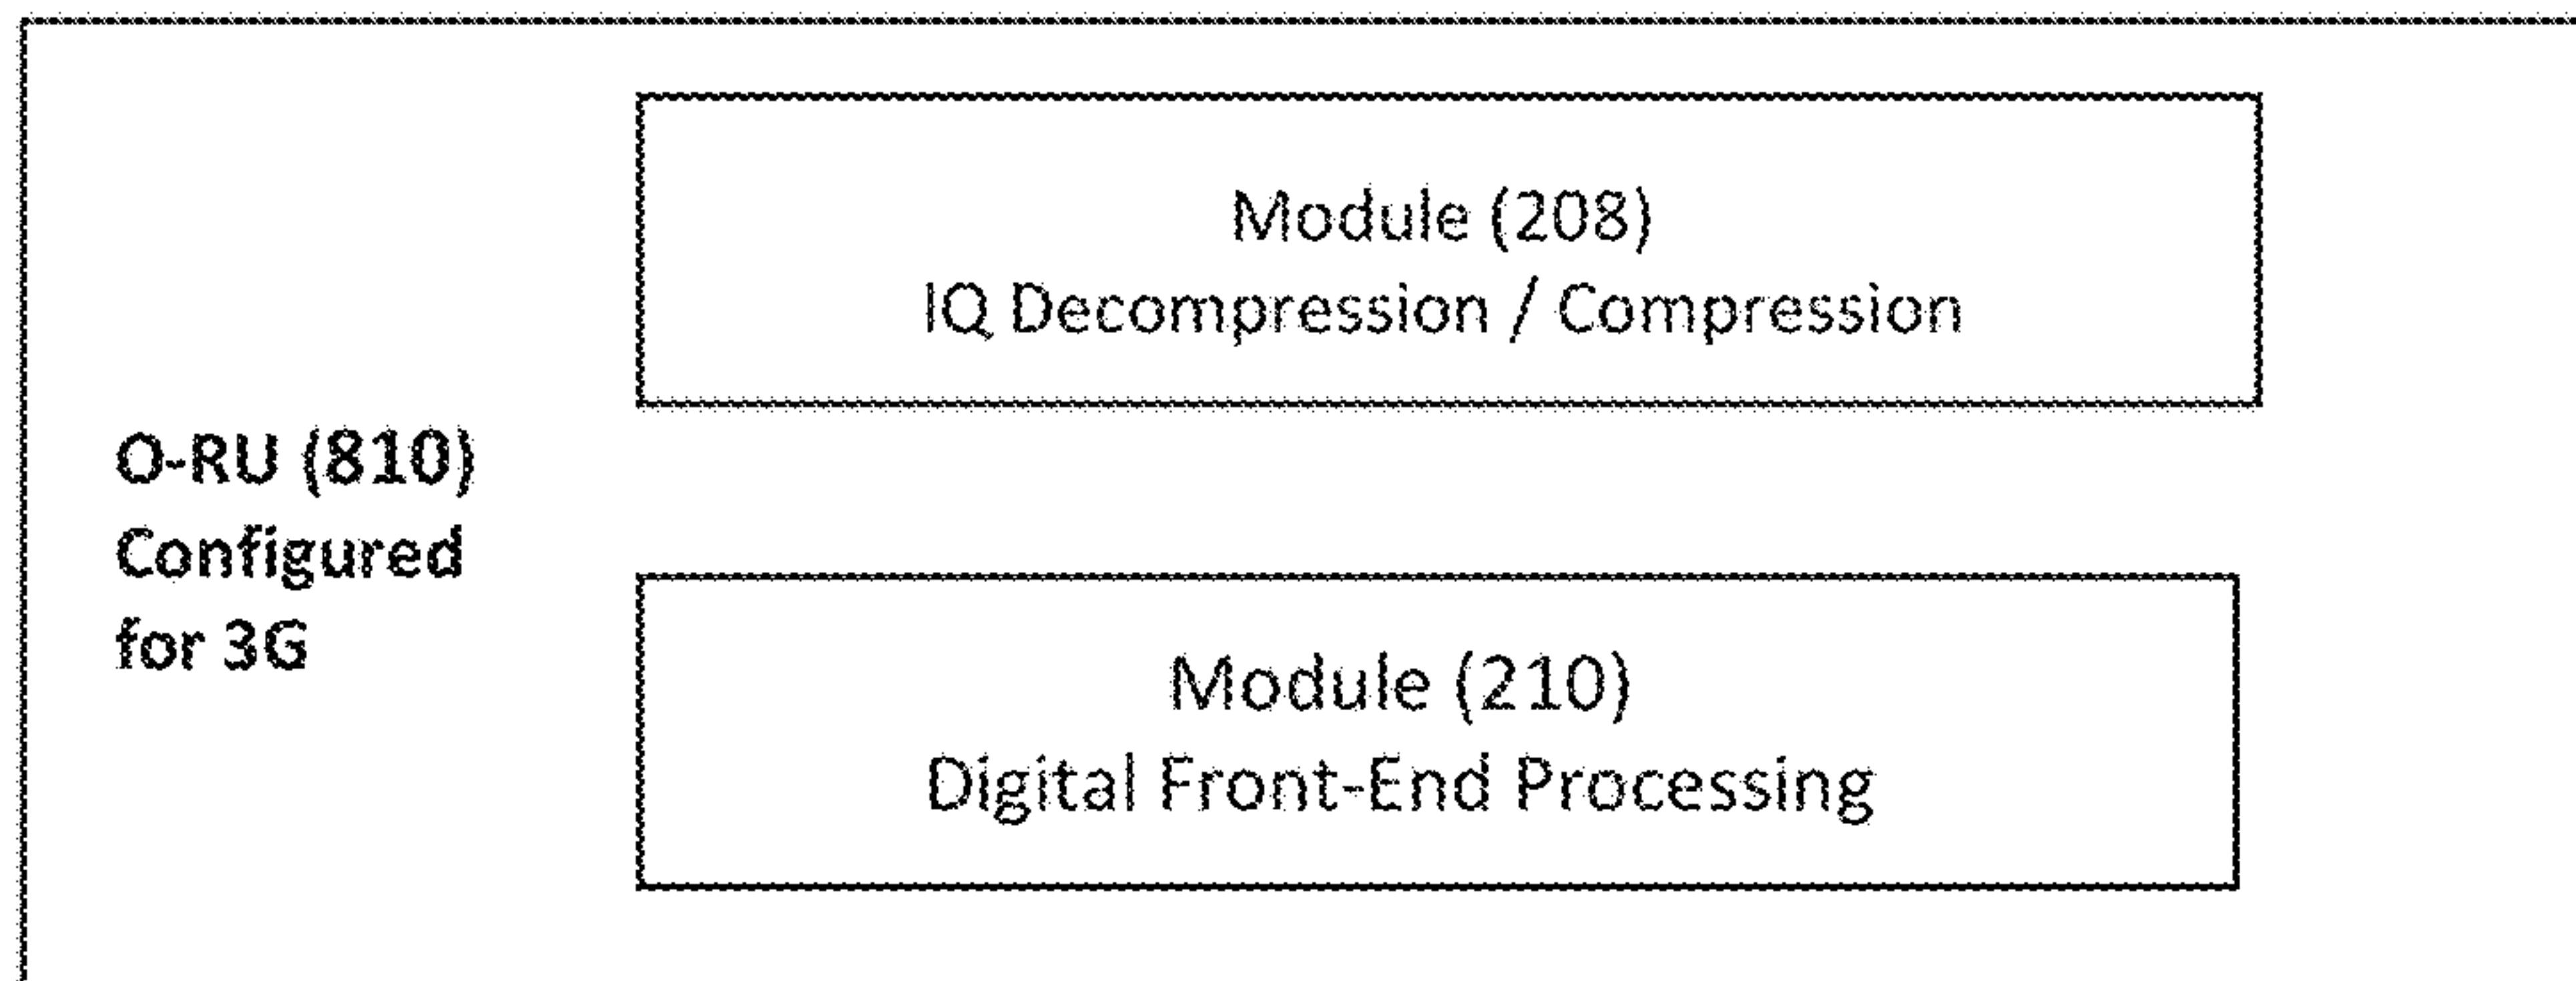 Module (208)
IQ Decompression / Compression
O-RU (810)
Configured
for 3G
Module (210)
Digital Front-End Processing